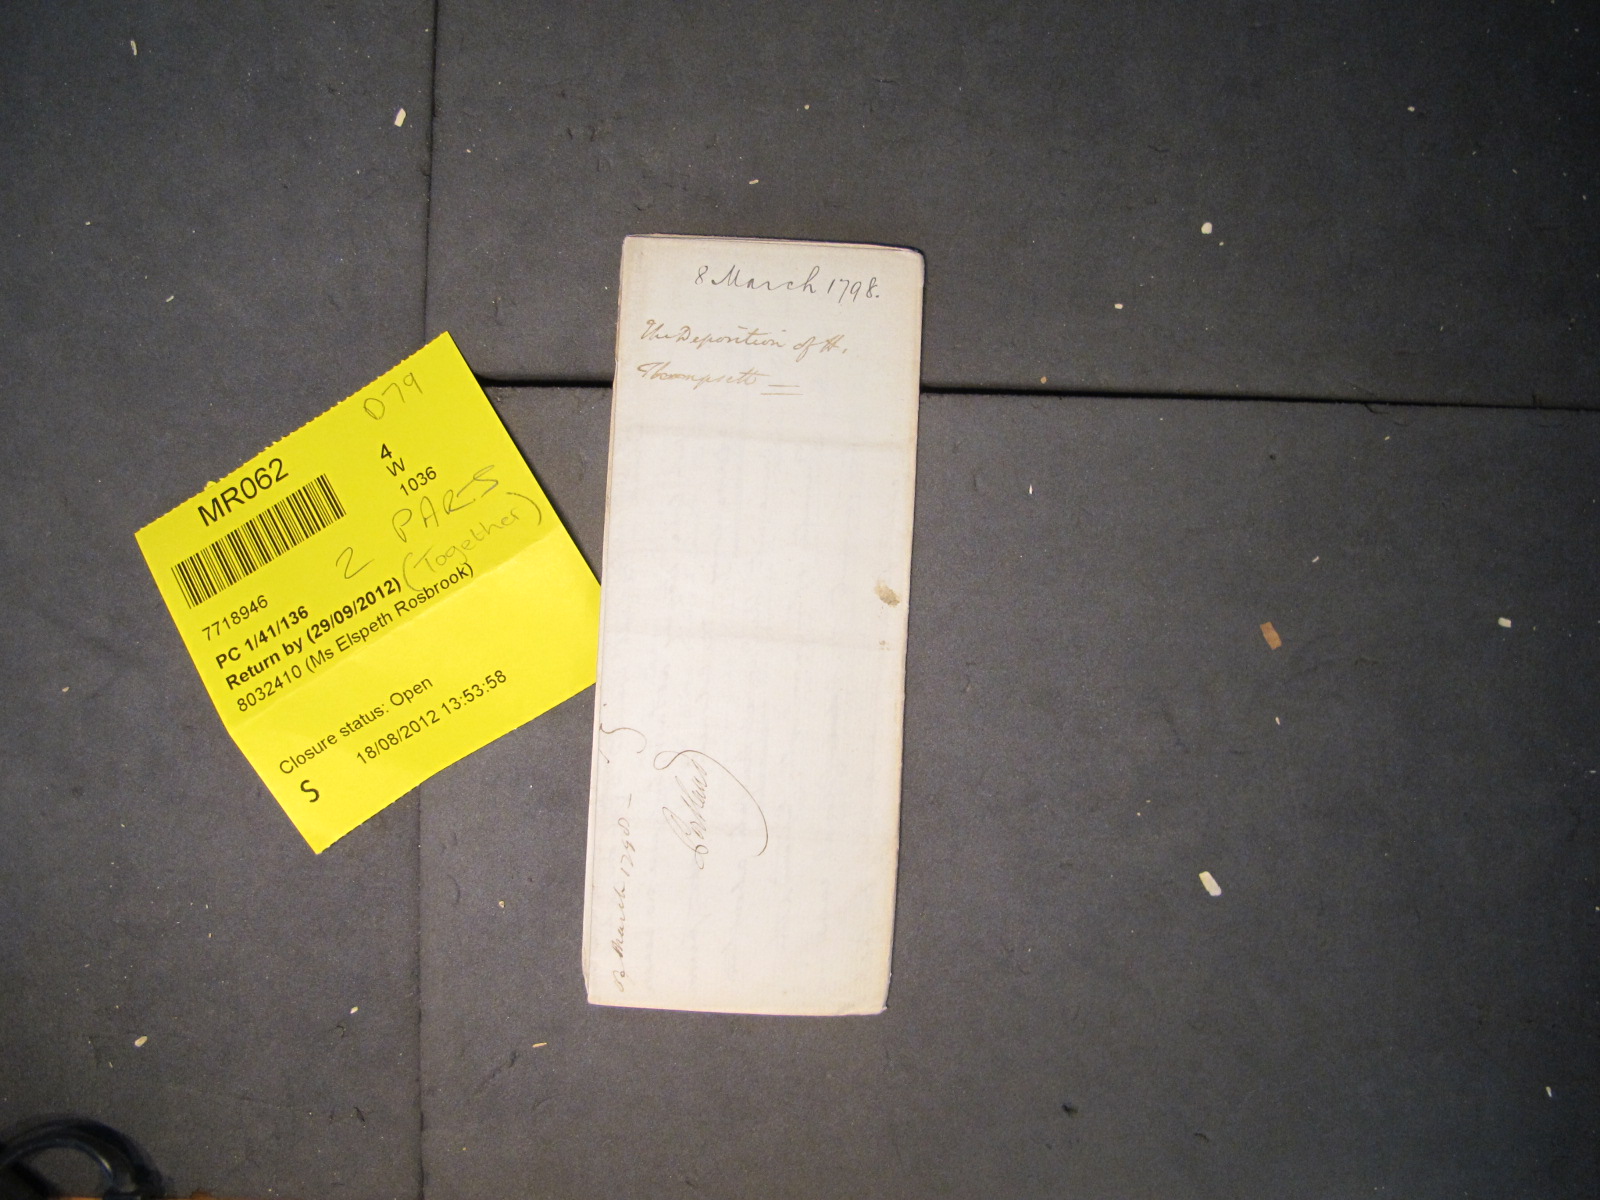 8 March 1798.
The Deposition of H.
Thompsett
8 March 1798.
MR062
D79
4
W
1036
2 PARTS
(Together)
7718946
PC 1/41/136
Return by (29/09/2012)
8032410 (Ms Elspeth Rosbrook)
Closure status: Open
18/08/2012 13:53:58
S